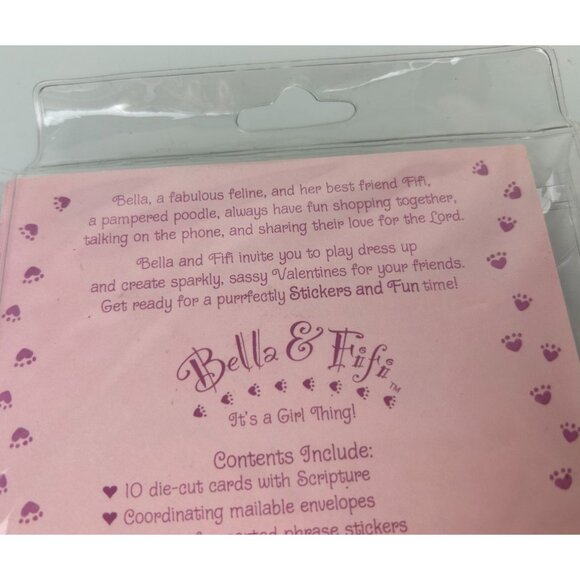 Bella, a fabulous feline, and her best friend Fifi,
a pampered poodle, always have fun shopping together,
talking on the phone, and sharing their love for the Lord.
Bella and Fifi invite you to play dress up
and create sparkly, sassy Valentines for your friends.
Get ready for a purrfectly Stickers and Fun time!
Bella & Fifi™
It's a Girl Thing!
Contents Include:
♥ 10 die-cut cards with Scripture
♥ Coordinating mailable envelopes
phrase stickers